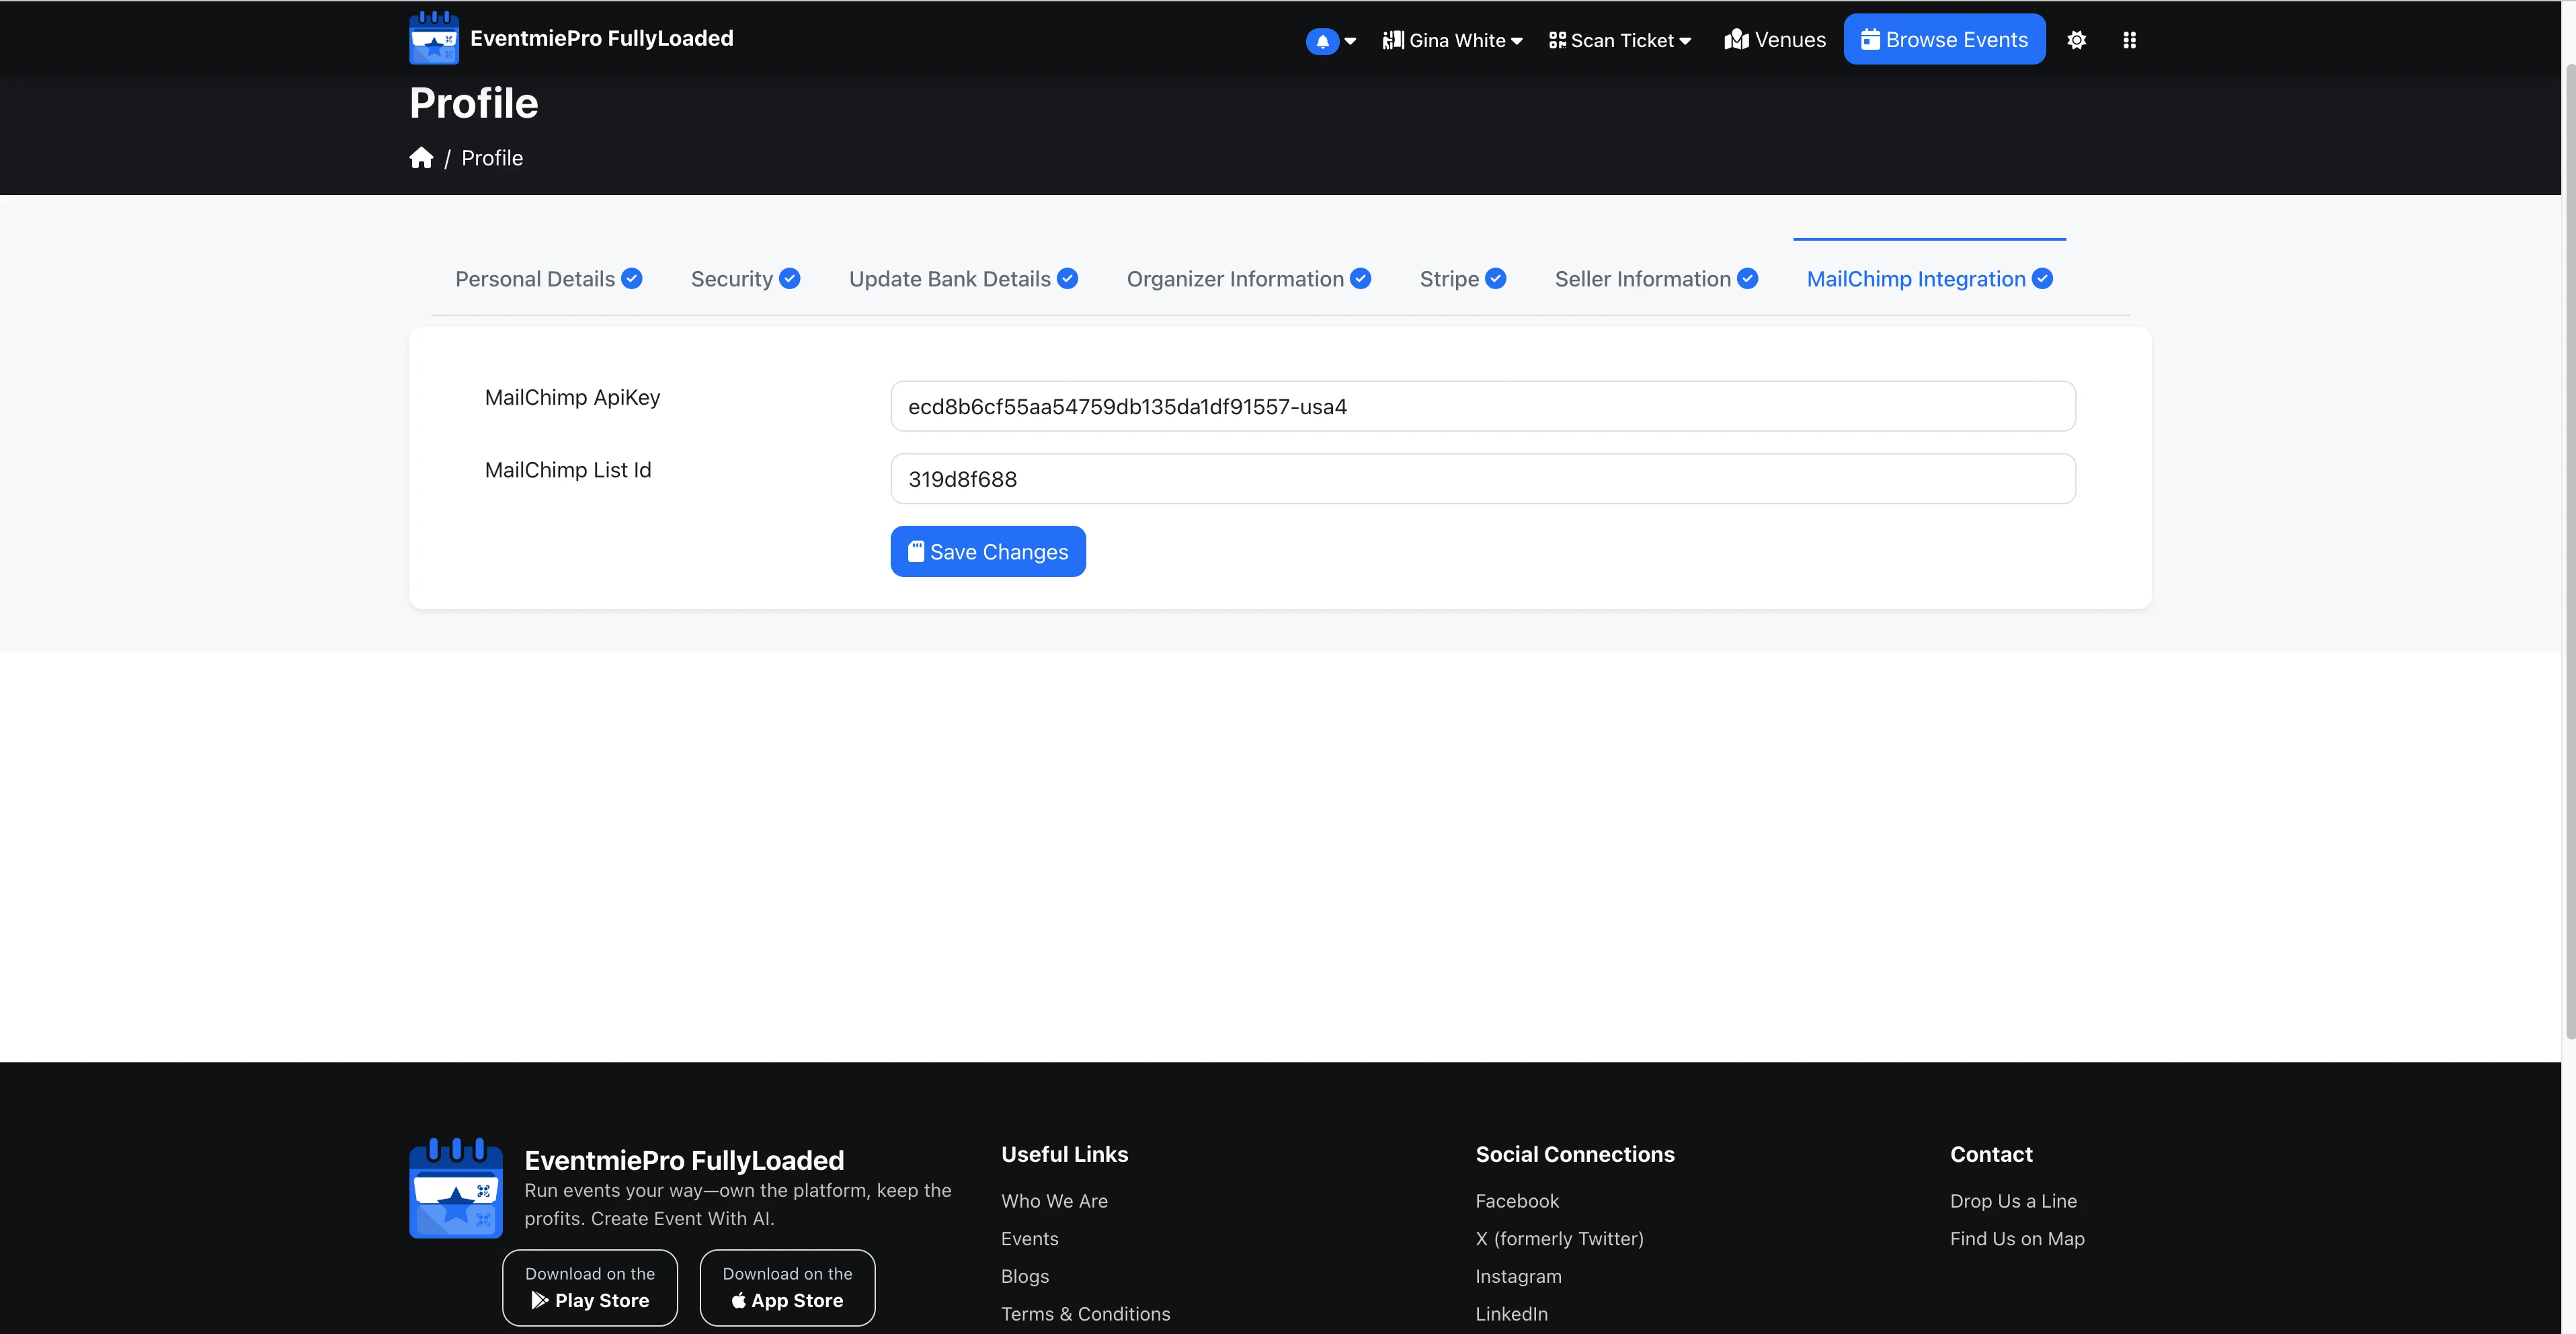 EventmiePro FullyLoaded
Gina White
Scan Ticket
Venues
Browse Events
Profile
/ Profile
Personal Details
Security
Update Bank Details
Organizer Information
Stripe
Seller Information
MailChimp Integration
MailChimp ApiKey
ecd8b6cf55aa54759db135da1df91557-usa4
MailChimp List Id
319d8f688
Save Changes
EventmiePro FullyLoaded
Run events your way—own the platform, keep the
profits. Create Event With AI.
Download on the
Play Store
Download on the
App Store
Useful Links
Who We Are
Events
Blogs
Terms & Conditions
Social Connections
Facebook
X (formerly Twitter)
Instagram
LinkedIn
Contact
Drop Us a Line
Find Us on Map